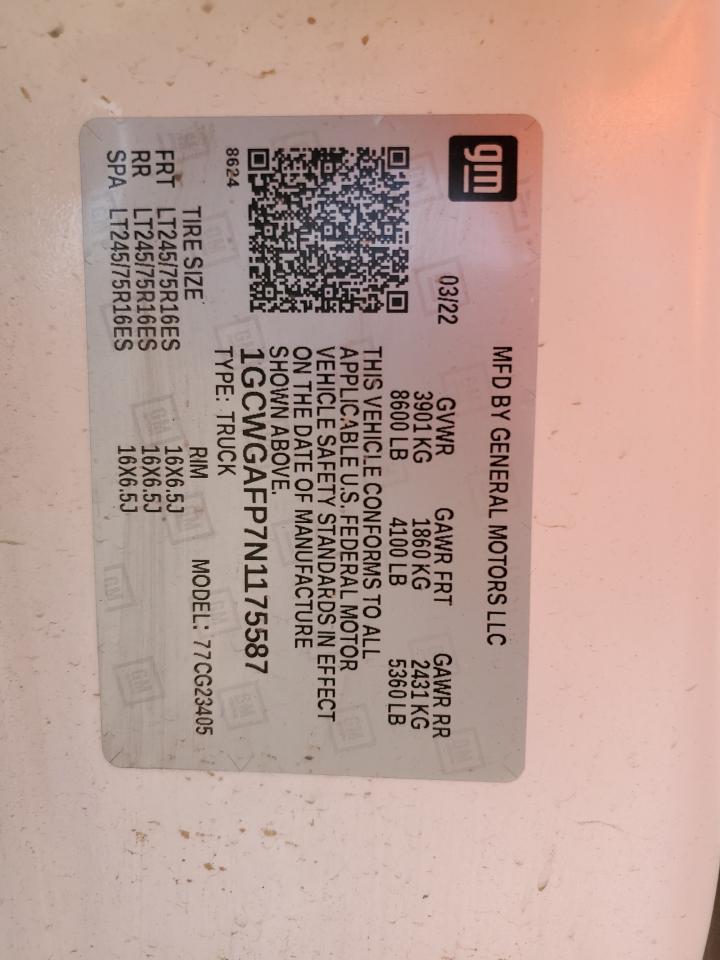 gm
MFD BY GENERAL MOTORS LLC
03/22 GVWR GAWR FRT GAWR RR
3901 KG 1860 KG 2431 KG
8600 LB 4100 LB 5360 LB
THIS VEHICLE CONFORMS TO ALL
APPLICABLE U.S. FEDERAL MOTOR
VEHICLE SAFETY STANDARDS IN EFFECT
ON THE DATE OF MANUFACTURE
SHOWN ABOVE.
1GCWGAFP7N1175587
8624 TYPE: TRUCK
TIRE SIZE RIM MODEL: 77CG23405
FRT LT245/75R16ES 16X6.5J
RR LT245/75R16ES 16X6.5J
SPA LT245/75R16ES 16X6.5J